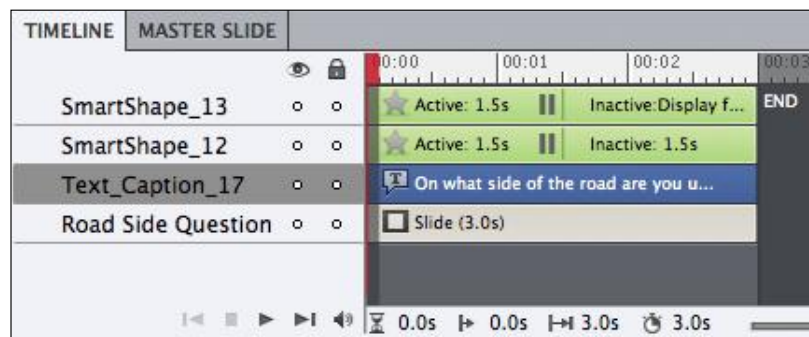 TIMELINE MASTER SLIDE
00:00 00:01 00:02 00:03
SmartShape_13 Active: 1.5s Inactive:Display f... END
SmartShape_12 Active: 1.5s Inactive: 1.5s
Text_Caption_17 T On what side of the road are you u...
Road Side Question Slide (3.0s)
0.0s 0.0s 3.0s 3.0s